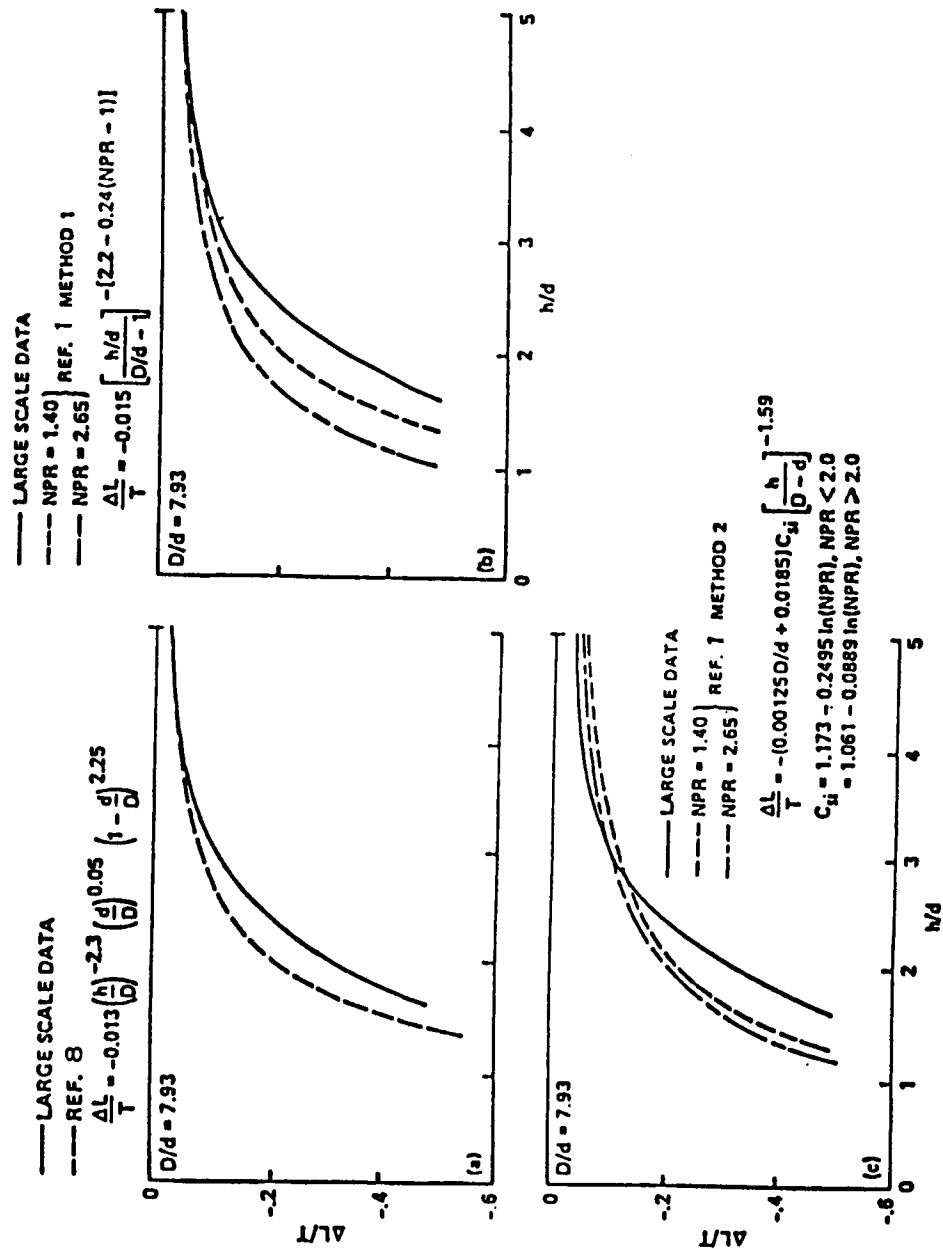 LARGE SCALE DATA
REF. 8
ΔL/T = -0.013 (h/D)^-2.3 (d/D)^0.05 (1 - d/D)^2.25
D/d = 7.93
0
-.2
-.4
-.6
ΔL/T
(a)
LARGE SCALE DATA
NPR = 1.40 } REF. 1 METHOD 1
NPR = 2.65 }
ΔL/T = -0.015 [h/d / D/d - 1] -[2.2 - 0.24(NPR - 1)]
D/d = 7.93
(b)
0 1 2 3 4 5
h/d
D/d = 7.93
LARGE SCALE DATA
NPR = 1.40 } REF. 1 METHOD 2
NPR = 2.65 }
ΔL/T = -(0.00125D/d + 0.0185)Csi [h / D - d]^-1.59
Csi = 1.173 - 0.2495 ln(NPR), NPR < 2.0
= 1.061 - 0.0889 ln(NPR), NPR > 2.0
0
-.2
-.4
-.6
ΔL/T
(c)
0 1 2 3 4 5
h/d